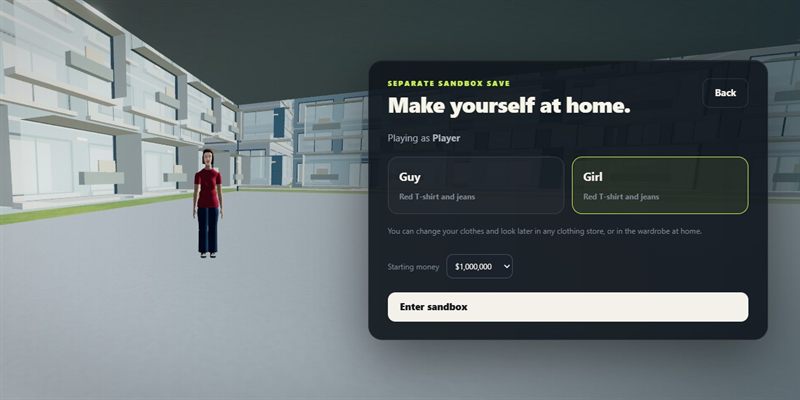 SEPARATE SANDBOX SAVE
Make yourself at home.
Back
Playing as Player
Guy
Red T-shirt and jeans
Girl
Red T-shirt and jeans
You can change your clothes and look later in any clothing store, or in the wardrobe at home.
Starting money $1,000,000
Enter sandbox